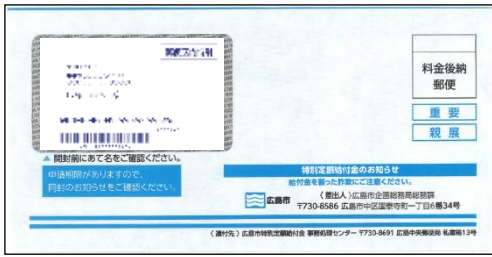 料金後納
郵便
重要
親展
▲開封前にあて名をご確認ください。
申請期限がありますので、
同封のお知らせをご確認ください。
特別定額給付金のお知らせ
給付金を装った詐欺にご注意ください。
広島市
(差出人)広島市企画総務局総務課
〒730-8586 広島市中区国泰寺町一丁目6番34号
(還付先)広島市特別定額給付金 事務処理センター 〒730-8691 広島中央郵便局 私書箱13号